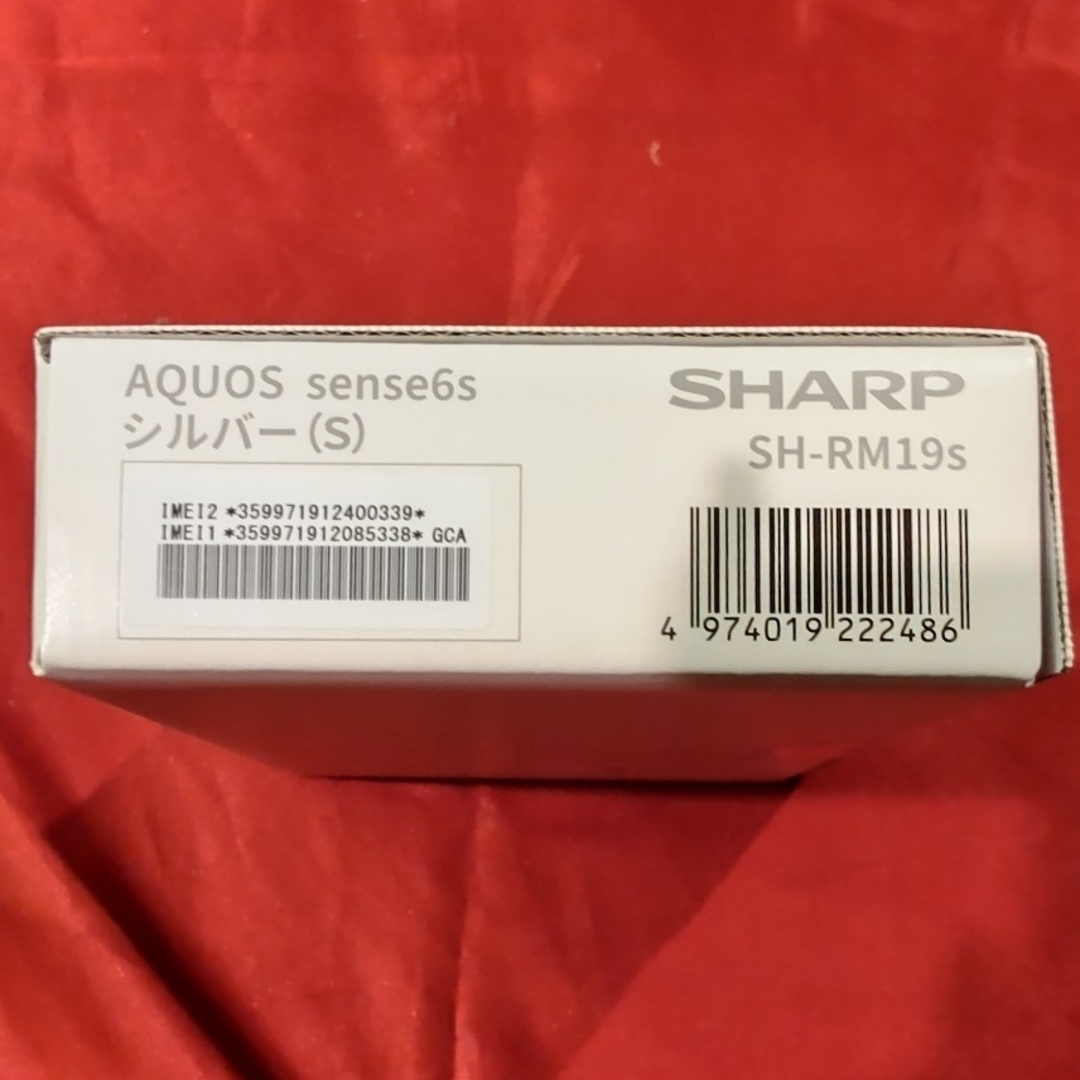 AQUOS sense6s
シルバー(S)
IMEI2 *359971912400339*
IMEI1 *359971912085338* GCA
SHARP
SH-RM19s
4 974019 222486